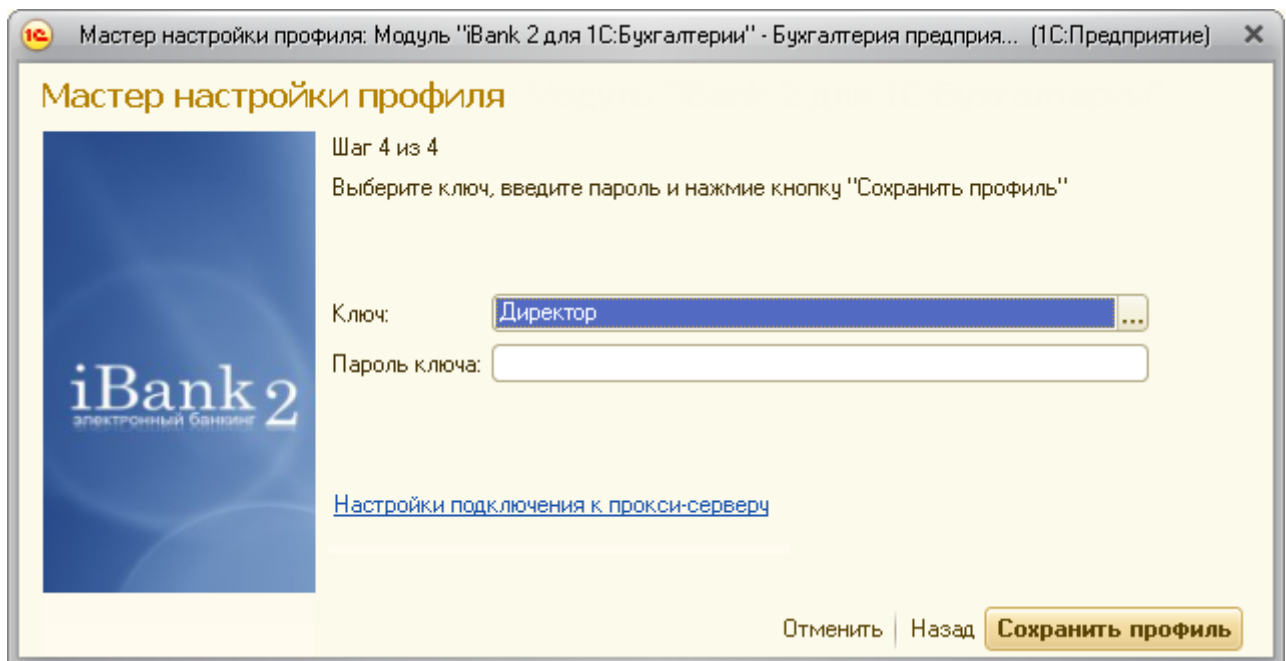 1С Мастер настройки профиля: Модуль "iBank 2 для 1С:Бухгалтерии" - Бухгалтерия предприя... (1С:Предприятие)
Мастер настройки профиля
Шаг 4 из 4
Выберите ключ, введите пароль и нажмие кнопку "Сохранить профиль"
Ключ: Директор ...
Пароль ключа:
iBank 2
электронный банкинг
Настройки подключения к прокси-серверу
Отменить Назад Сохранить профиль